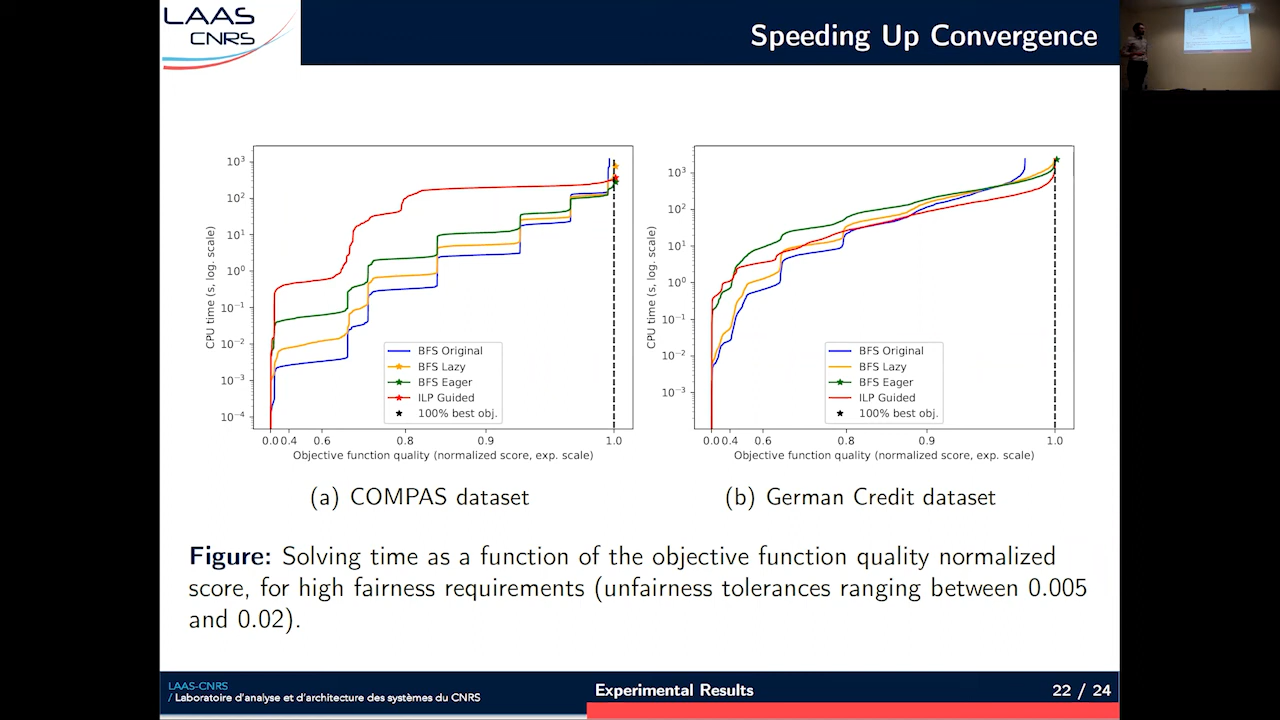 LAAS
CNRS
Speeding Up Convergence
CPU time (s, log. scale)
10³
10²
10¹
10⁰
10⁻¹
10⁻²
10⁻³
10⁻⁴
BFS Original
BFS Lazy
BFS Eager
ILP Guided
100% best obj.
0.0 0.4 0.6 0.8 0.9 1.0
Objective function quality (normalized score, exp. scale)
(a) COMPAS dataset
CPU time (s, log. scale)
10³
10²
10¹
10⁰
10⁻¹
10⁻²
10⁻³
BFS Original
BFS Lazy
BFS Eager
ILP Guided
100% best obj.
0.0 0.4 0.6 0.8 0.9 1.0
Objective function quality (normalized score, exp. scale)
(b) German Credit dataset
Figure: Solving time as a function of the objective function quality normalized
score, for high fairness requirements (unfairness tolerances ranging between 0.005
and 0.02).
LAAS-CNRS
/ Laboratoire d'analyse et d'architecture des systèmes du CNRS
Experimental Results
22 / 24